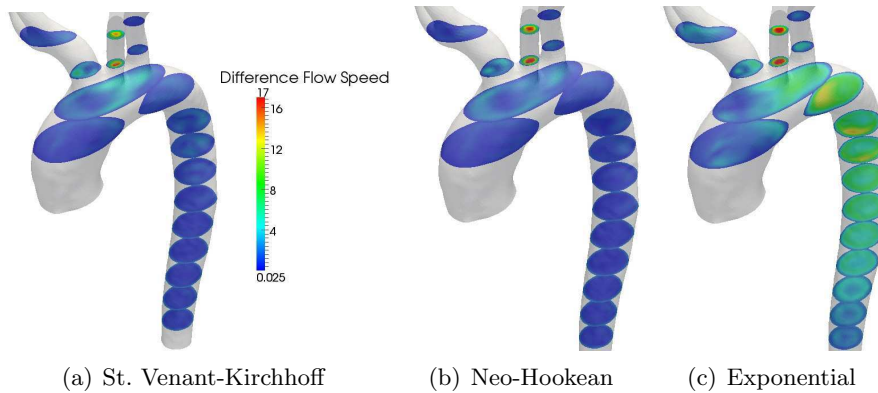 Difference Flow Speed
17
16
12
8
4
0.025
(a) St. Venant-Kirchhoff
(b) Neo-Hookean
(c) Exponential